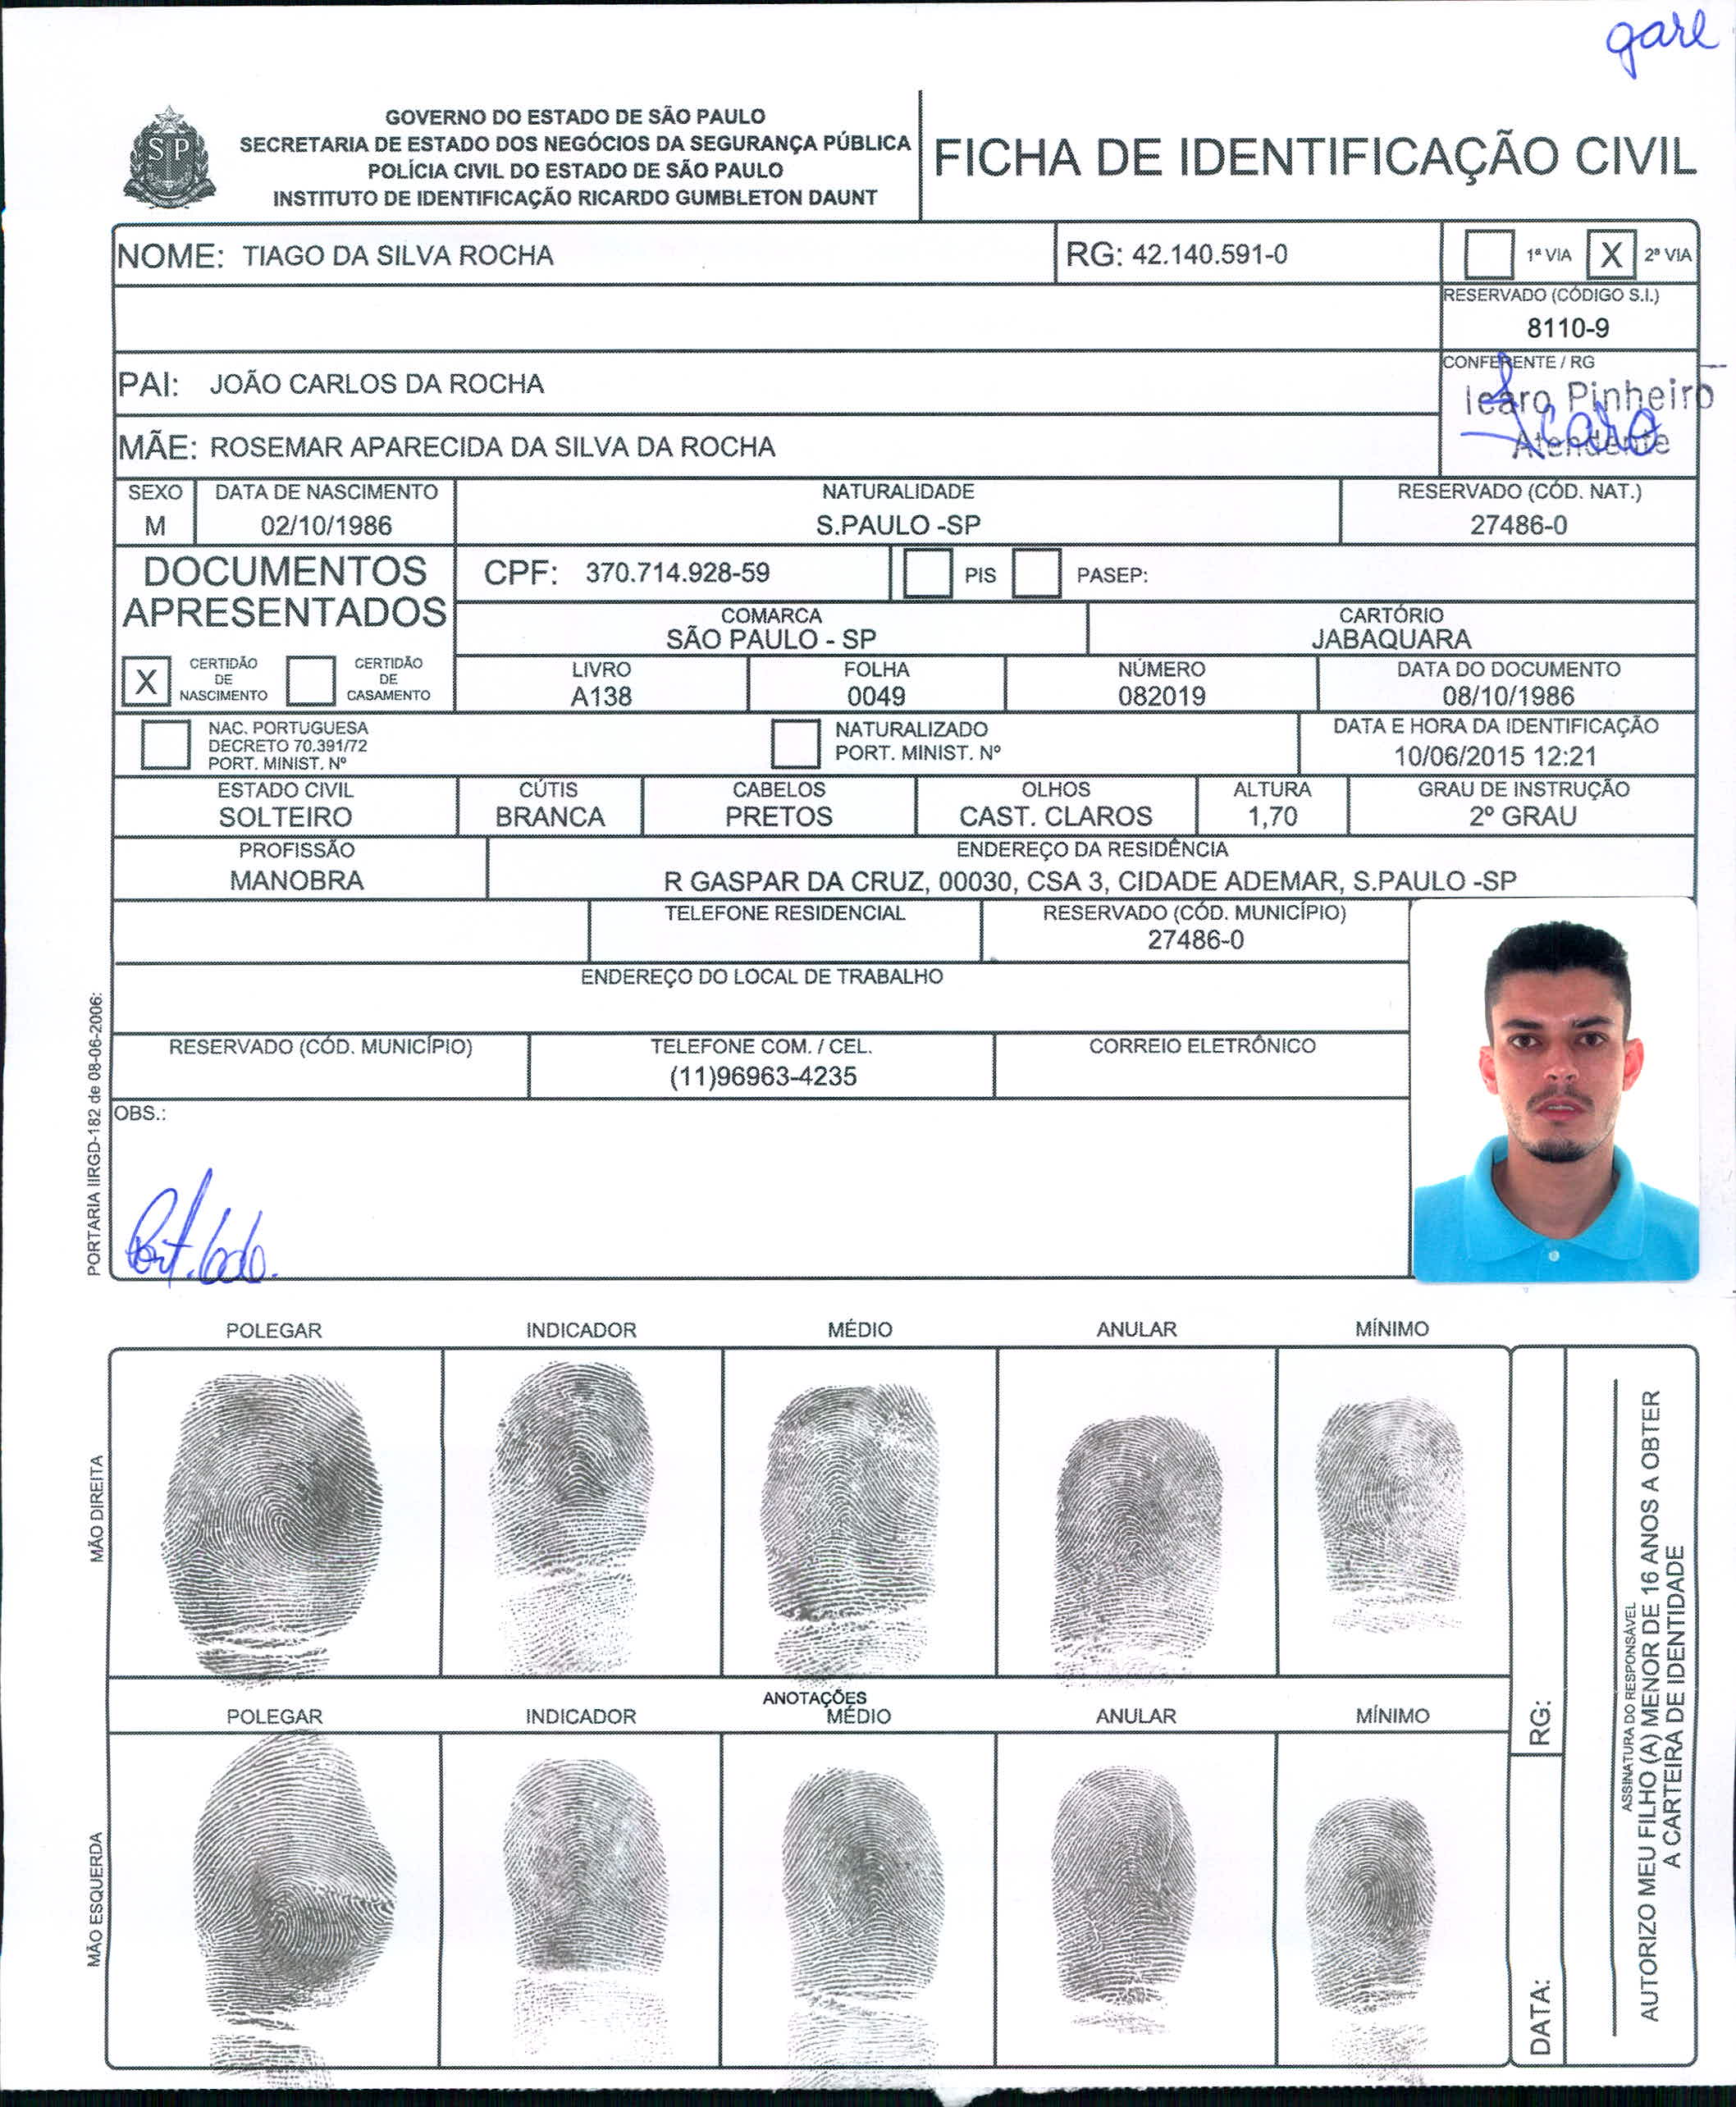 gare
GOVERNO DO ESTADO DE SÃO PAULO
SECRETARIA DE ESTADO DOS NEGÓCIOS DA SEGURANÇA PÚBLICA
POLÍCIA CIVIL DO ESTADO DE SÃO PAULO
INSTITUTO DE IDENTIFICAÇÃO RICARDO GUMBLETON DAUNT
SP
FICHA DE IDENTIFICAÇÃO CIVIL
NOME: TIAGO DA SILVA ROCHA RG: 42.140.591-0 1ª VIA X 2ª VIA
RESERVADO (CÓDIGO S.I.)
8110-9
PAI: JOÃO CARLOS DA ROCHA
CONFERENTE / RG
Icaro Pinheiro
Icaro
Atendente
MÃE: ROSEMAR APARECIDA DA SILVA DA ROCHA
SEXO DATA DE NASCIMENTO NATURALIDADE RESERVADO (CÓD. NAT.)
M 02/10/1986 S.PAULO -SP 27486-0
DOCUMENTOS APRESENTADOS
CPF: 370.714.928-59 PIS PASEP:
COMARCA CARTÓRIO
SÃO PAULO - SP JABAQUARA
X CERTIDÃO DE NASCIMENTO CERTIDÃO DE CASAMENTO
LIVRO FOLHA NÚMERO DATA DO DOCUMENTO
A138 0049 082019 08/10/1986
NAC. PORTUGUESA
DECRETO 70.391/72
PORT. MINIST. Nº
NATURALIZADO
PORT. MINIST. Nº
DATA E HORA DA IDENTIFICAÇÃO
10/06/2015 12:21
ESTADO CIVIL CÚTIS CABELOS OLHOS ALTURA GRAU DE INSTRUÇÃO
SOLTEIRO BRANCA PRETOS CAST. CLAROS 1,70 2º GRAU
PROFISSÃO ENDEREÇO DA RESIDÊNCIA
MANOBRA R GASPAR DA CRUZ, 00030, CSA 3, CIDADE ADEMAR, S.PAULO -SP
TELEFONE RESIDENCIAL RESERVADO (CÓD. MUNICÍPIO)
27486-0
ENDEREÇO DO LOCAL DE TRABALHO
RESERVADO (CÓD. MUNICÍPIO) TELEFONE COM. / CEL. CORREIO ELETRÔNICO
(11)96963-4235
OBS.:
PORTARIA IIRGD-182 de 08-06-2006:
POLEGAR INDICADOR MÉDIO ANULAR MÍNIMO
MÃO DIREITA
ANOTAÇÕES
POLEGAR INDICADOR MÉDIO ANULAR MÍNIMO
MÃO ESQUERDA
RG:
DATA:
ASSINATURA DO RESPONSÁVEL
AUTORIZO MEU FILHO (A) MENOR DE 16 ANOS A OBTER
A CARTEIRA DE IDENTIDADE